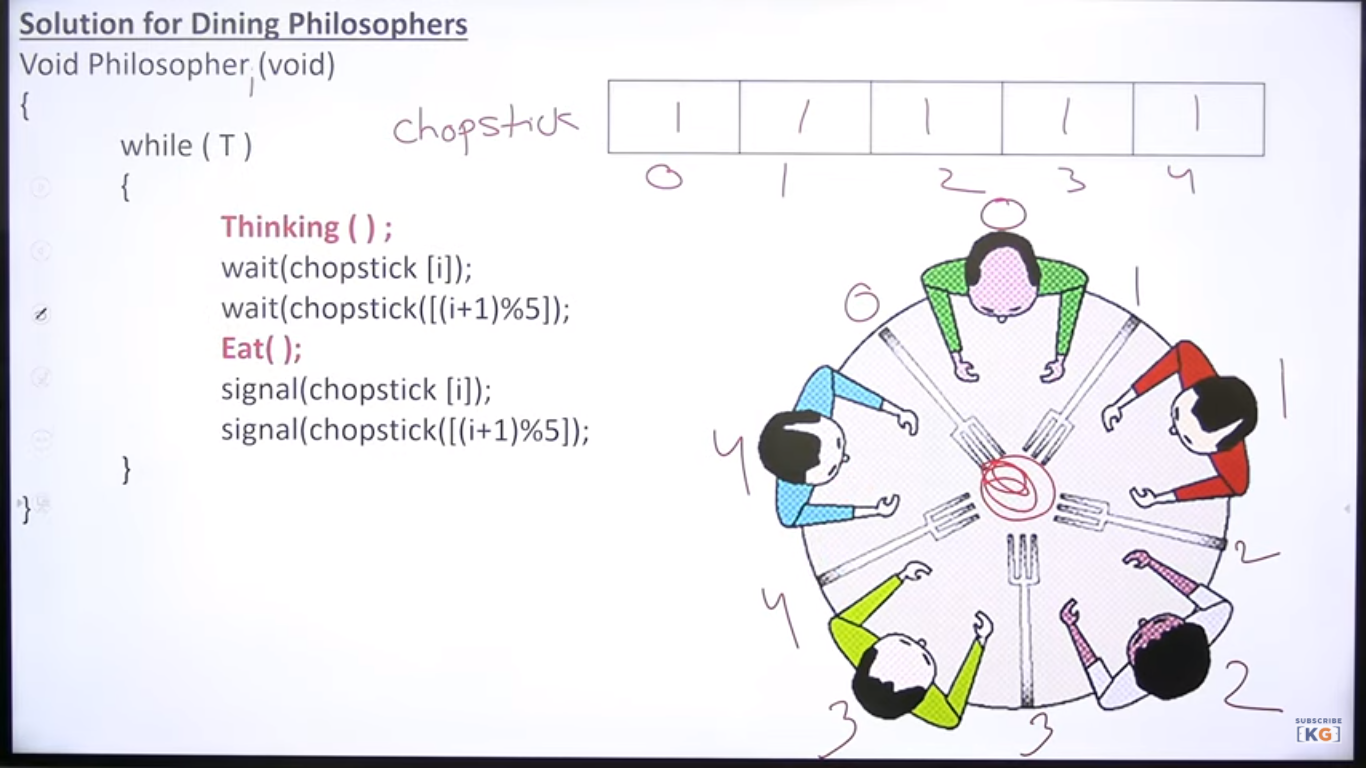 Solution for Dining Philosophers
Void Philosopher (void)
{
while ( T )
{
Thinking ( ) ;
wait(chopstick [i]);
wait(chopstick([(i+1)%5]);
Eat( );
signal(chopstick [i]);
signal(chopstick([(i+1)%5]);
}
}
chopstick
1 1 1 1 1
0 1 2 3 4
0
0 1
1
4
2
4
2
3 3
SUBSCRIBE
[KG]